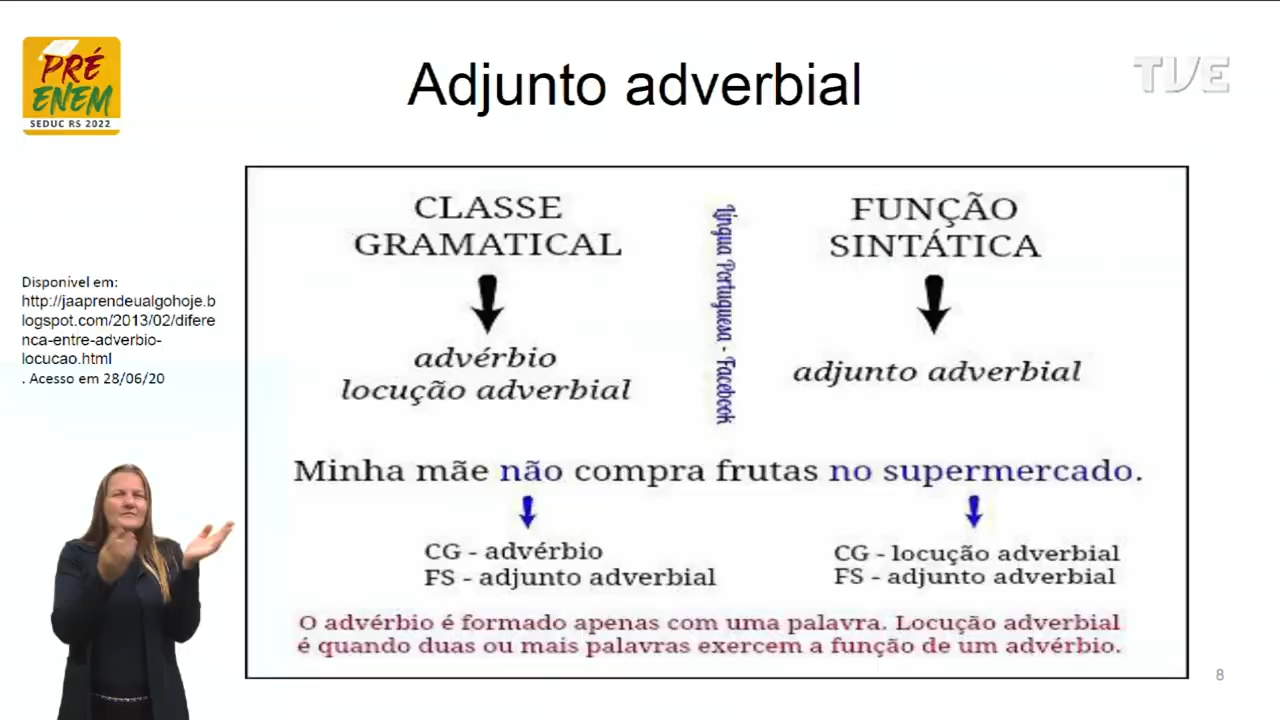 PRÉ
ENEM
SEDUC RS 2022
Adjunto adverbial
TVE
Disponível em:
http://jaaprendeualgohoje.b
logspot.com/2013/02/difere
nca-entre-adverbio-
locucao.html
. Acesso em 28/06/20
CLASSE
GRAMATICAL
advérbio
locução adverbial
Língua Portuguesa - Facebook
FUNÇÃO
SINTÁTICA
adjunto adverbial
Minha mãe não compra frutas no supermercado.
CG - advérbio
FS - adjunto adverbial
CG - locução adverbial
FS - adjunto adverbial
O advérbio é formado apenas com uma palavra. Locução adverbial
é quando duas ou mais palavras exercem a função de um advérbio.
8